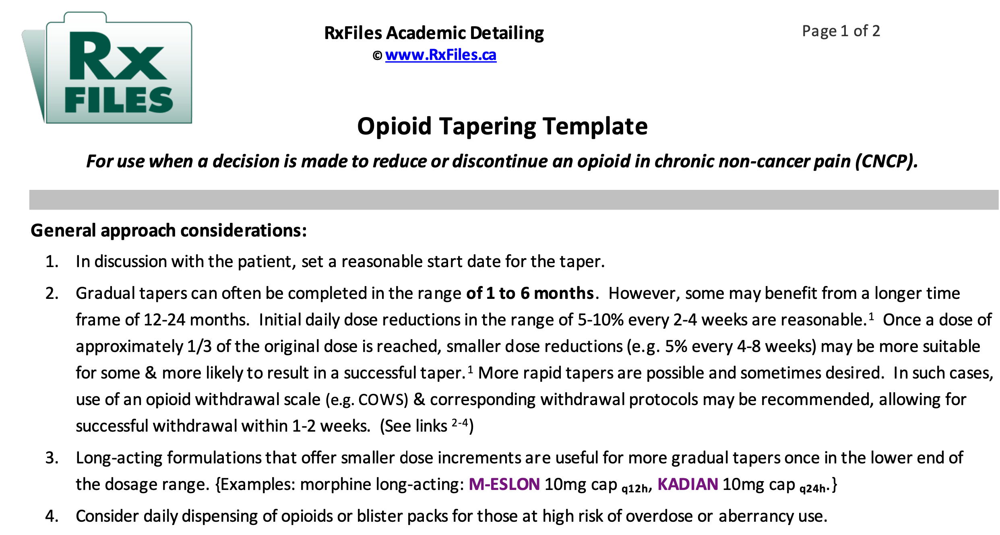 Rx
FILES
RxFiles Academic Detailing
© www.RxFiles.ca
Page 1 of 2
Opioid Tapering Template
For use when a decision is made to reduce or discontinue an opioid in chronic non-cancer pain (CNCP).
General approach considerations:
1. In discussion with the patient, set a reasonable start date for the taper.
2. Gradual tapers can often be completed in the range of 1 to 6 months. However, some may benefit from a longer time
frame of 12-24 months. Initial daily dose reductions in the range of 5-10% every 2-4 weeks are reasonable.¹ Once a dose of
approximately 1/3 of the original dose is reached, smaller dose reductions (e.g. 5% every 4-8 weeks) may be more suitable
for some & more likely to result in a successful taper.¹ More rapid tapers are possible and sometimes desired. In such cases,
use of an opioid withdrawal scale (e.g. COWS) & corresponding withdrawal protocols may be recommended, allowing for
successful withdrawal within 1-2 weeks. (See links ²⁻⁴)
3. Long-acting formulations that offer smaller dose increments are useful for more gradual tapers once in the lower end of
the dosage range. {Examples: morphine long-acting: M-ESLON 10mg cap q12h, KADIAN 10mg cap q24h.}
4. Consider daily dispensing of opioids or blister packs for those at high risk of overdose or aberrancy use.